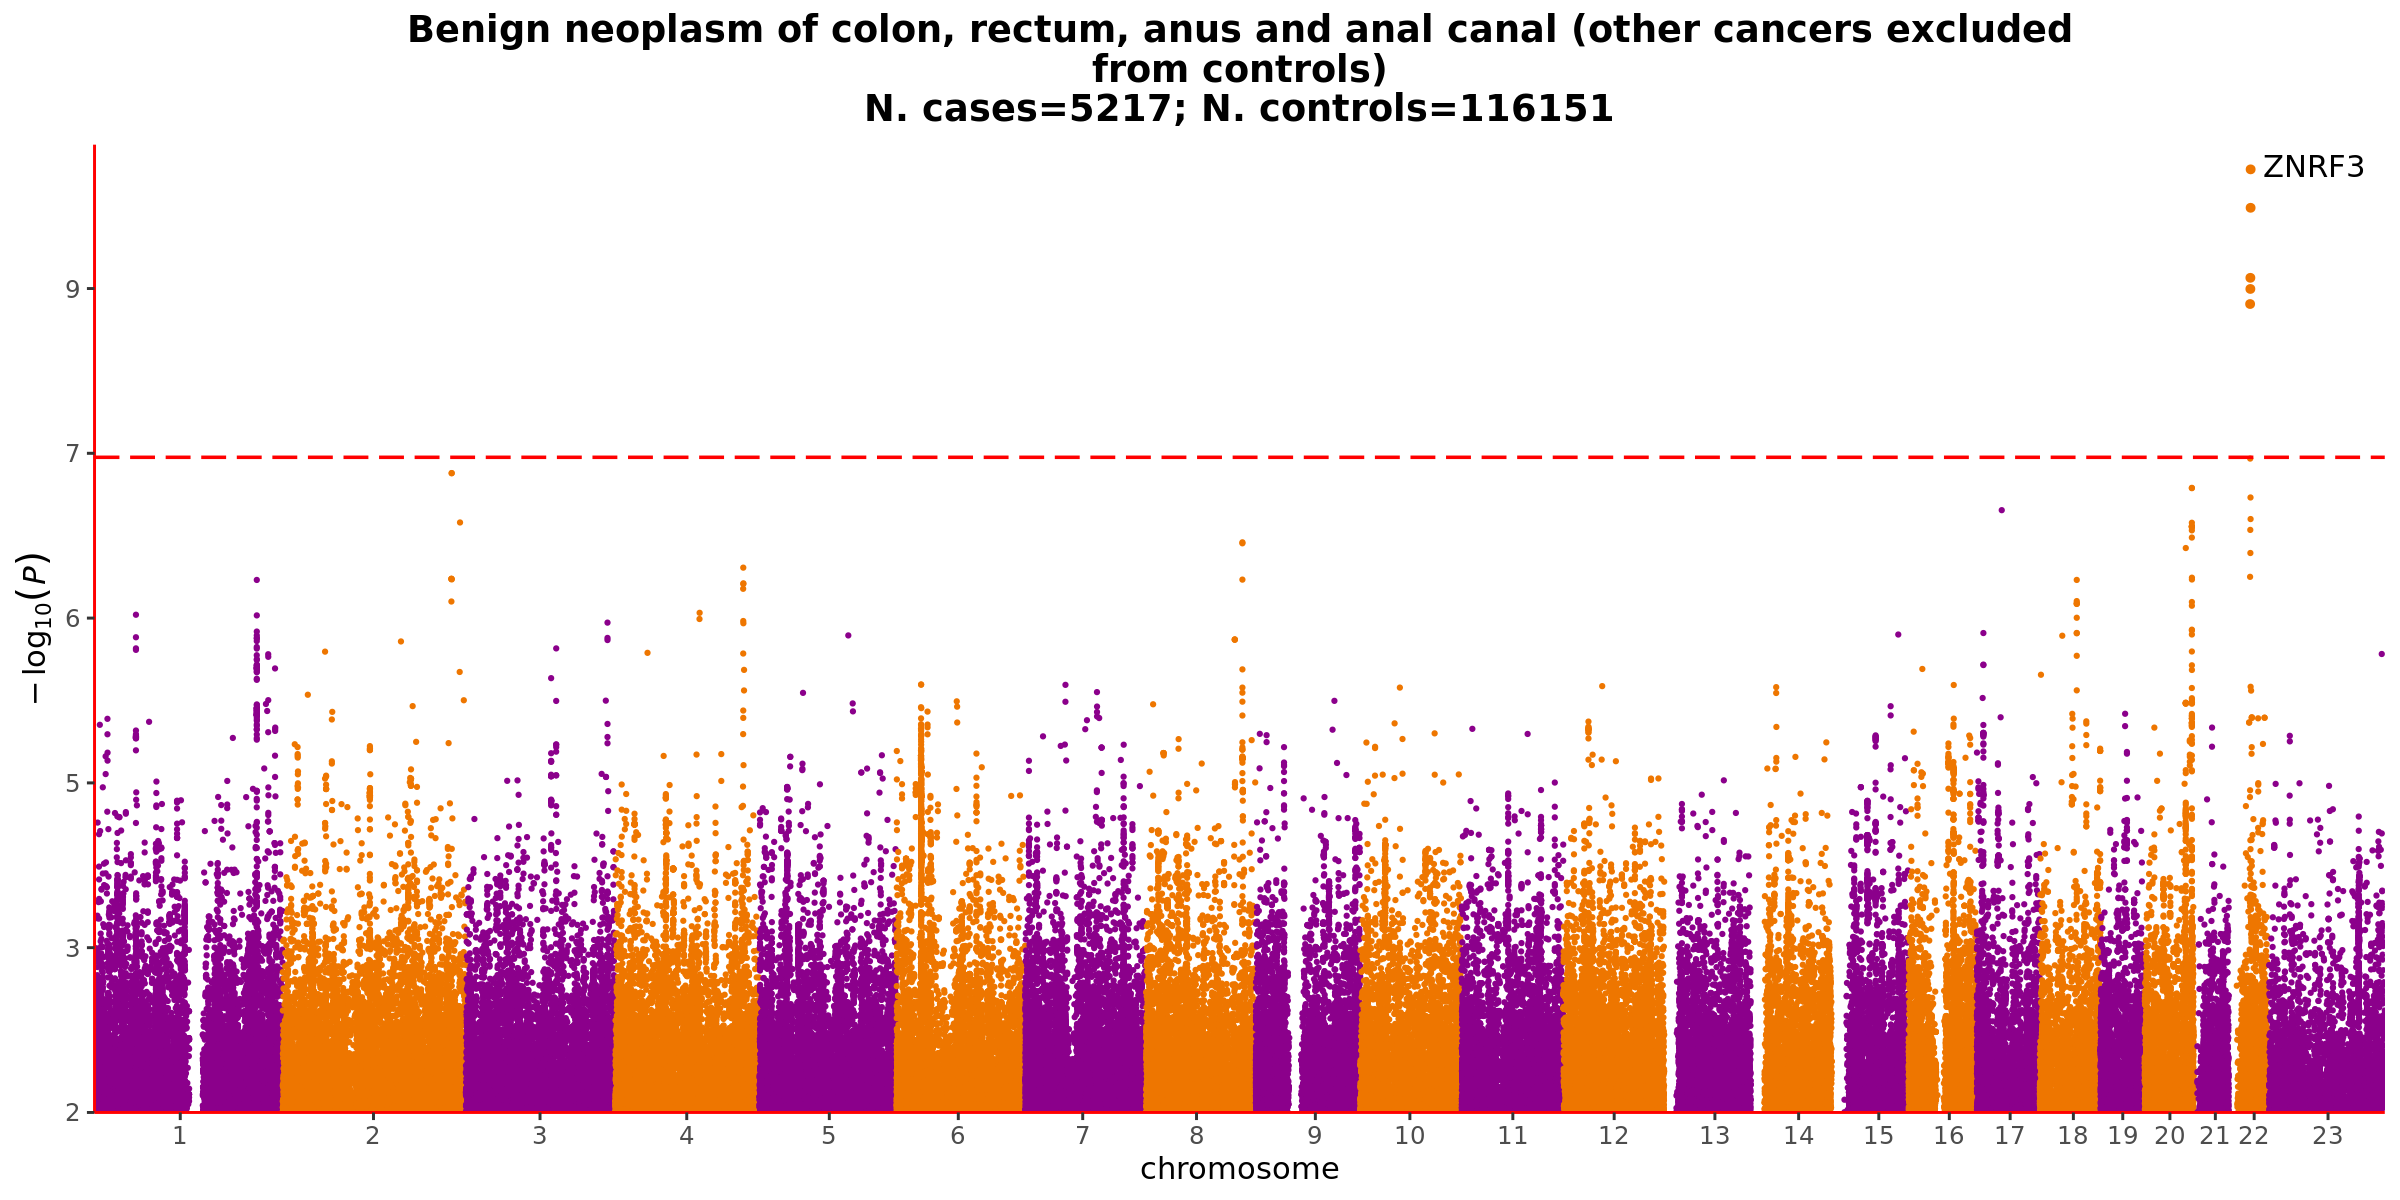 Benign neoplasm of colon, rectum, anus and anal canal (other cancers excluded
from controls)
N. cases=5217; N. controls=116151
ZNRF3
9
7
6
5
3
2
−log10(P)
1 2 3 4 5 6 7 8 9 10 11 12 13 14 15 16 17 18 19 20 21 22 23
chromosome